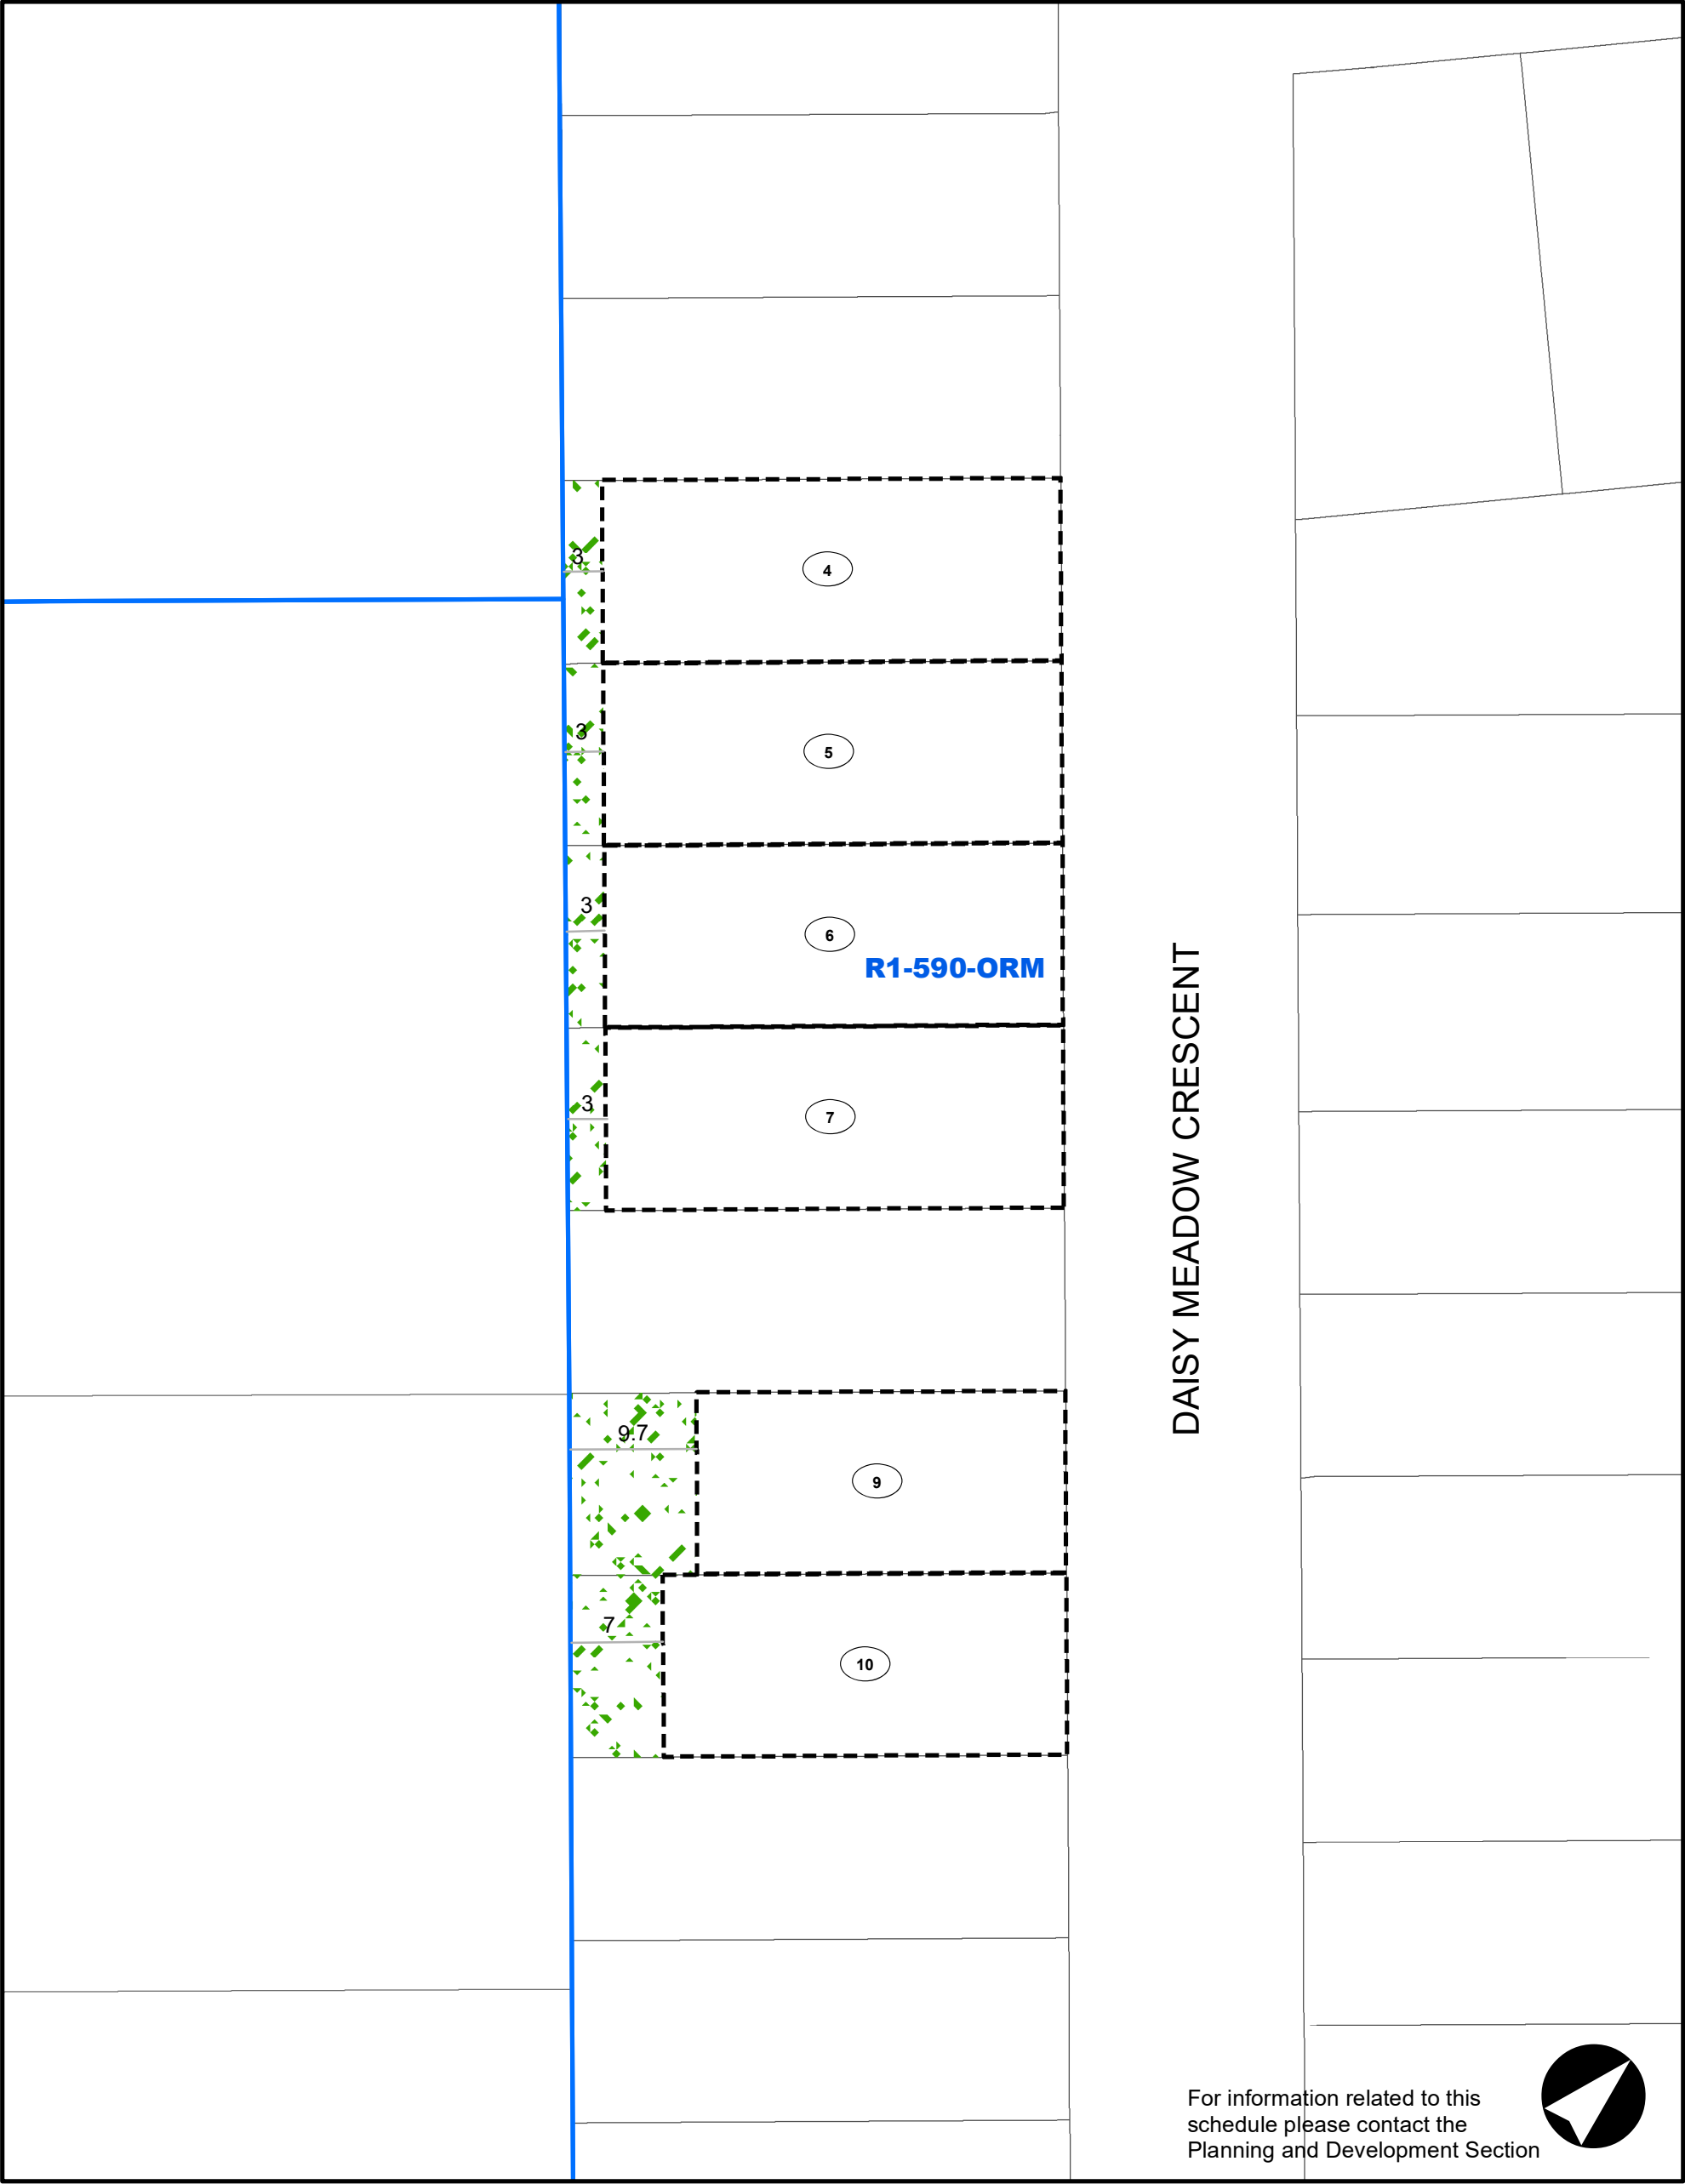 3
4
3
5
3
6
R1-590-ORM
3
7
DAISY MEADOW CRESCENT
9.7
9
7
10
For information related to this
schedule please contact the
Planning and Development Section